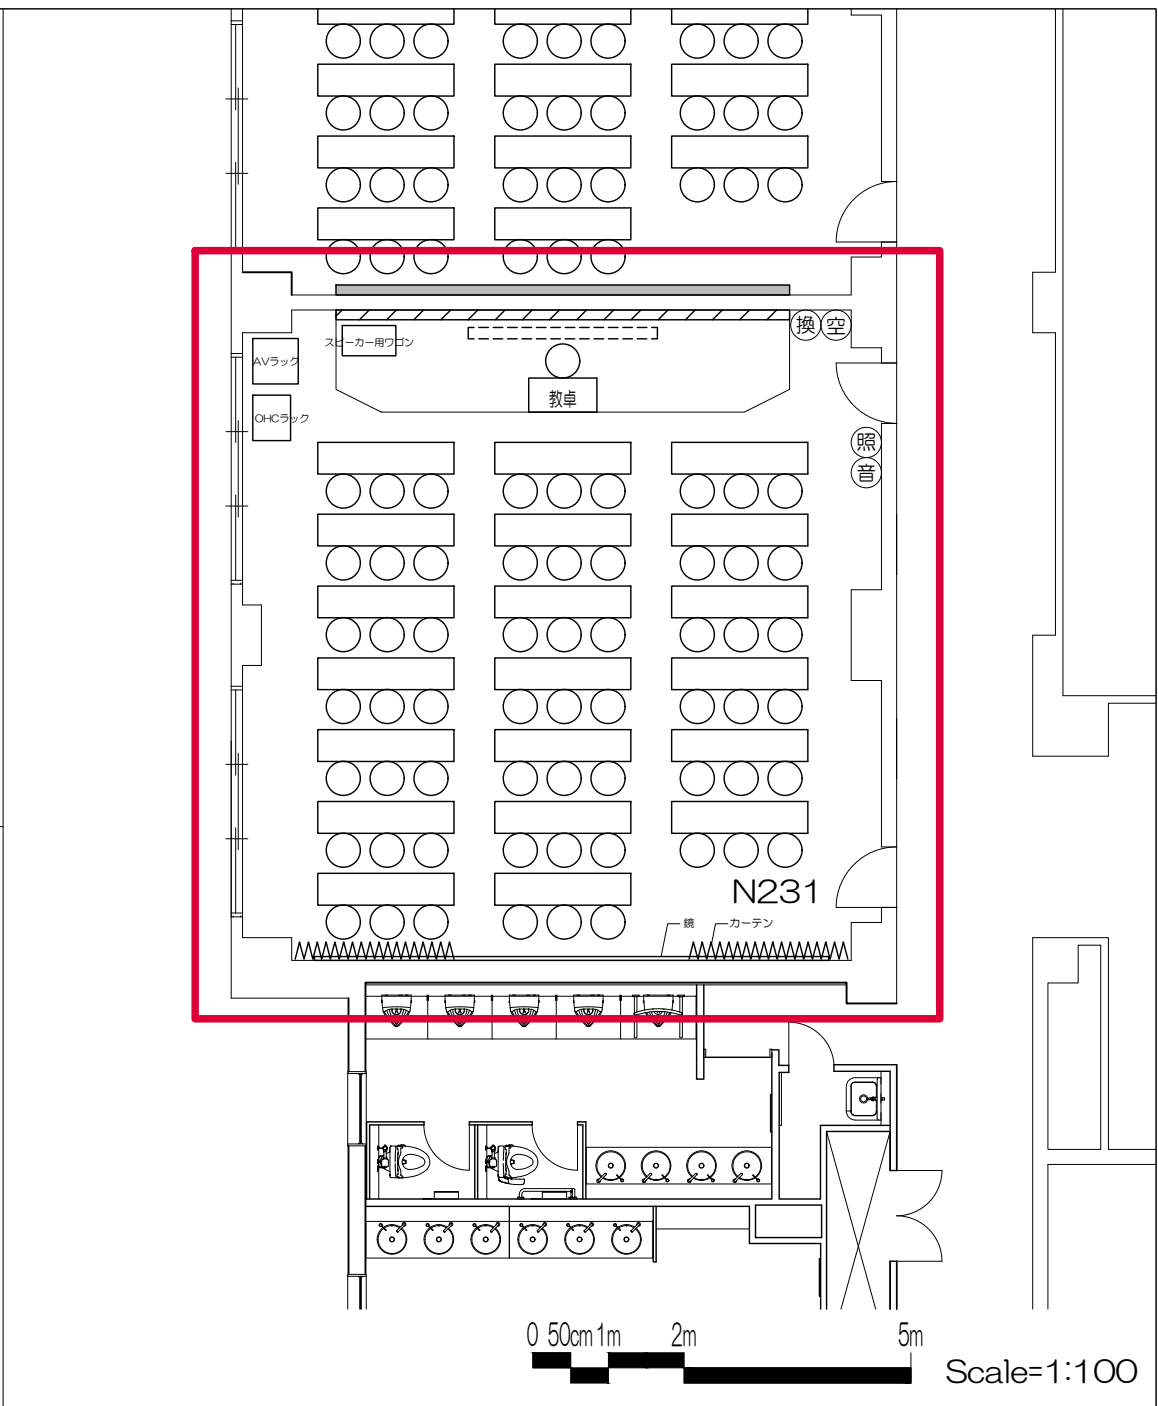 換 空
スピーカー用ワゴン
AVラック
教卓
OHCラック
照
音
N231
鏡 カーテン
0 50cm 1m 2m 5m
Scale=1:100